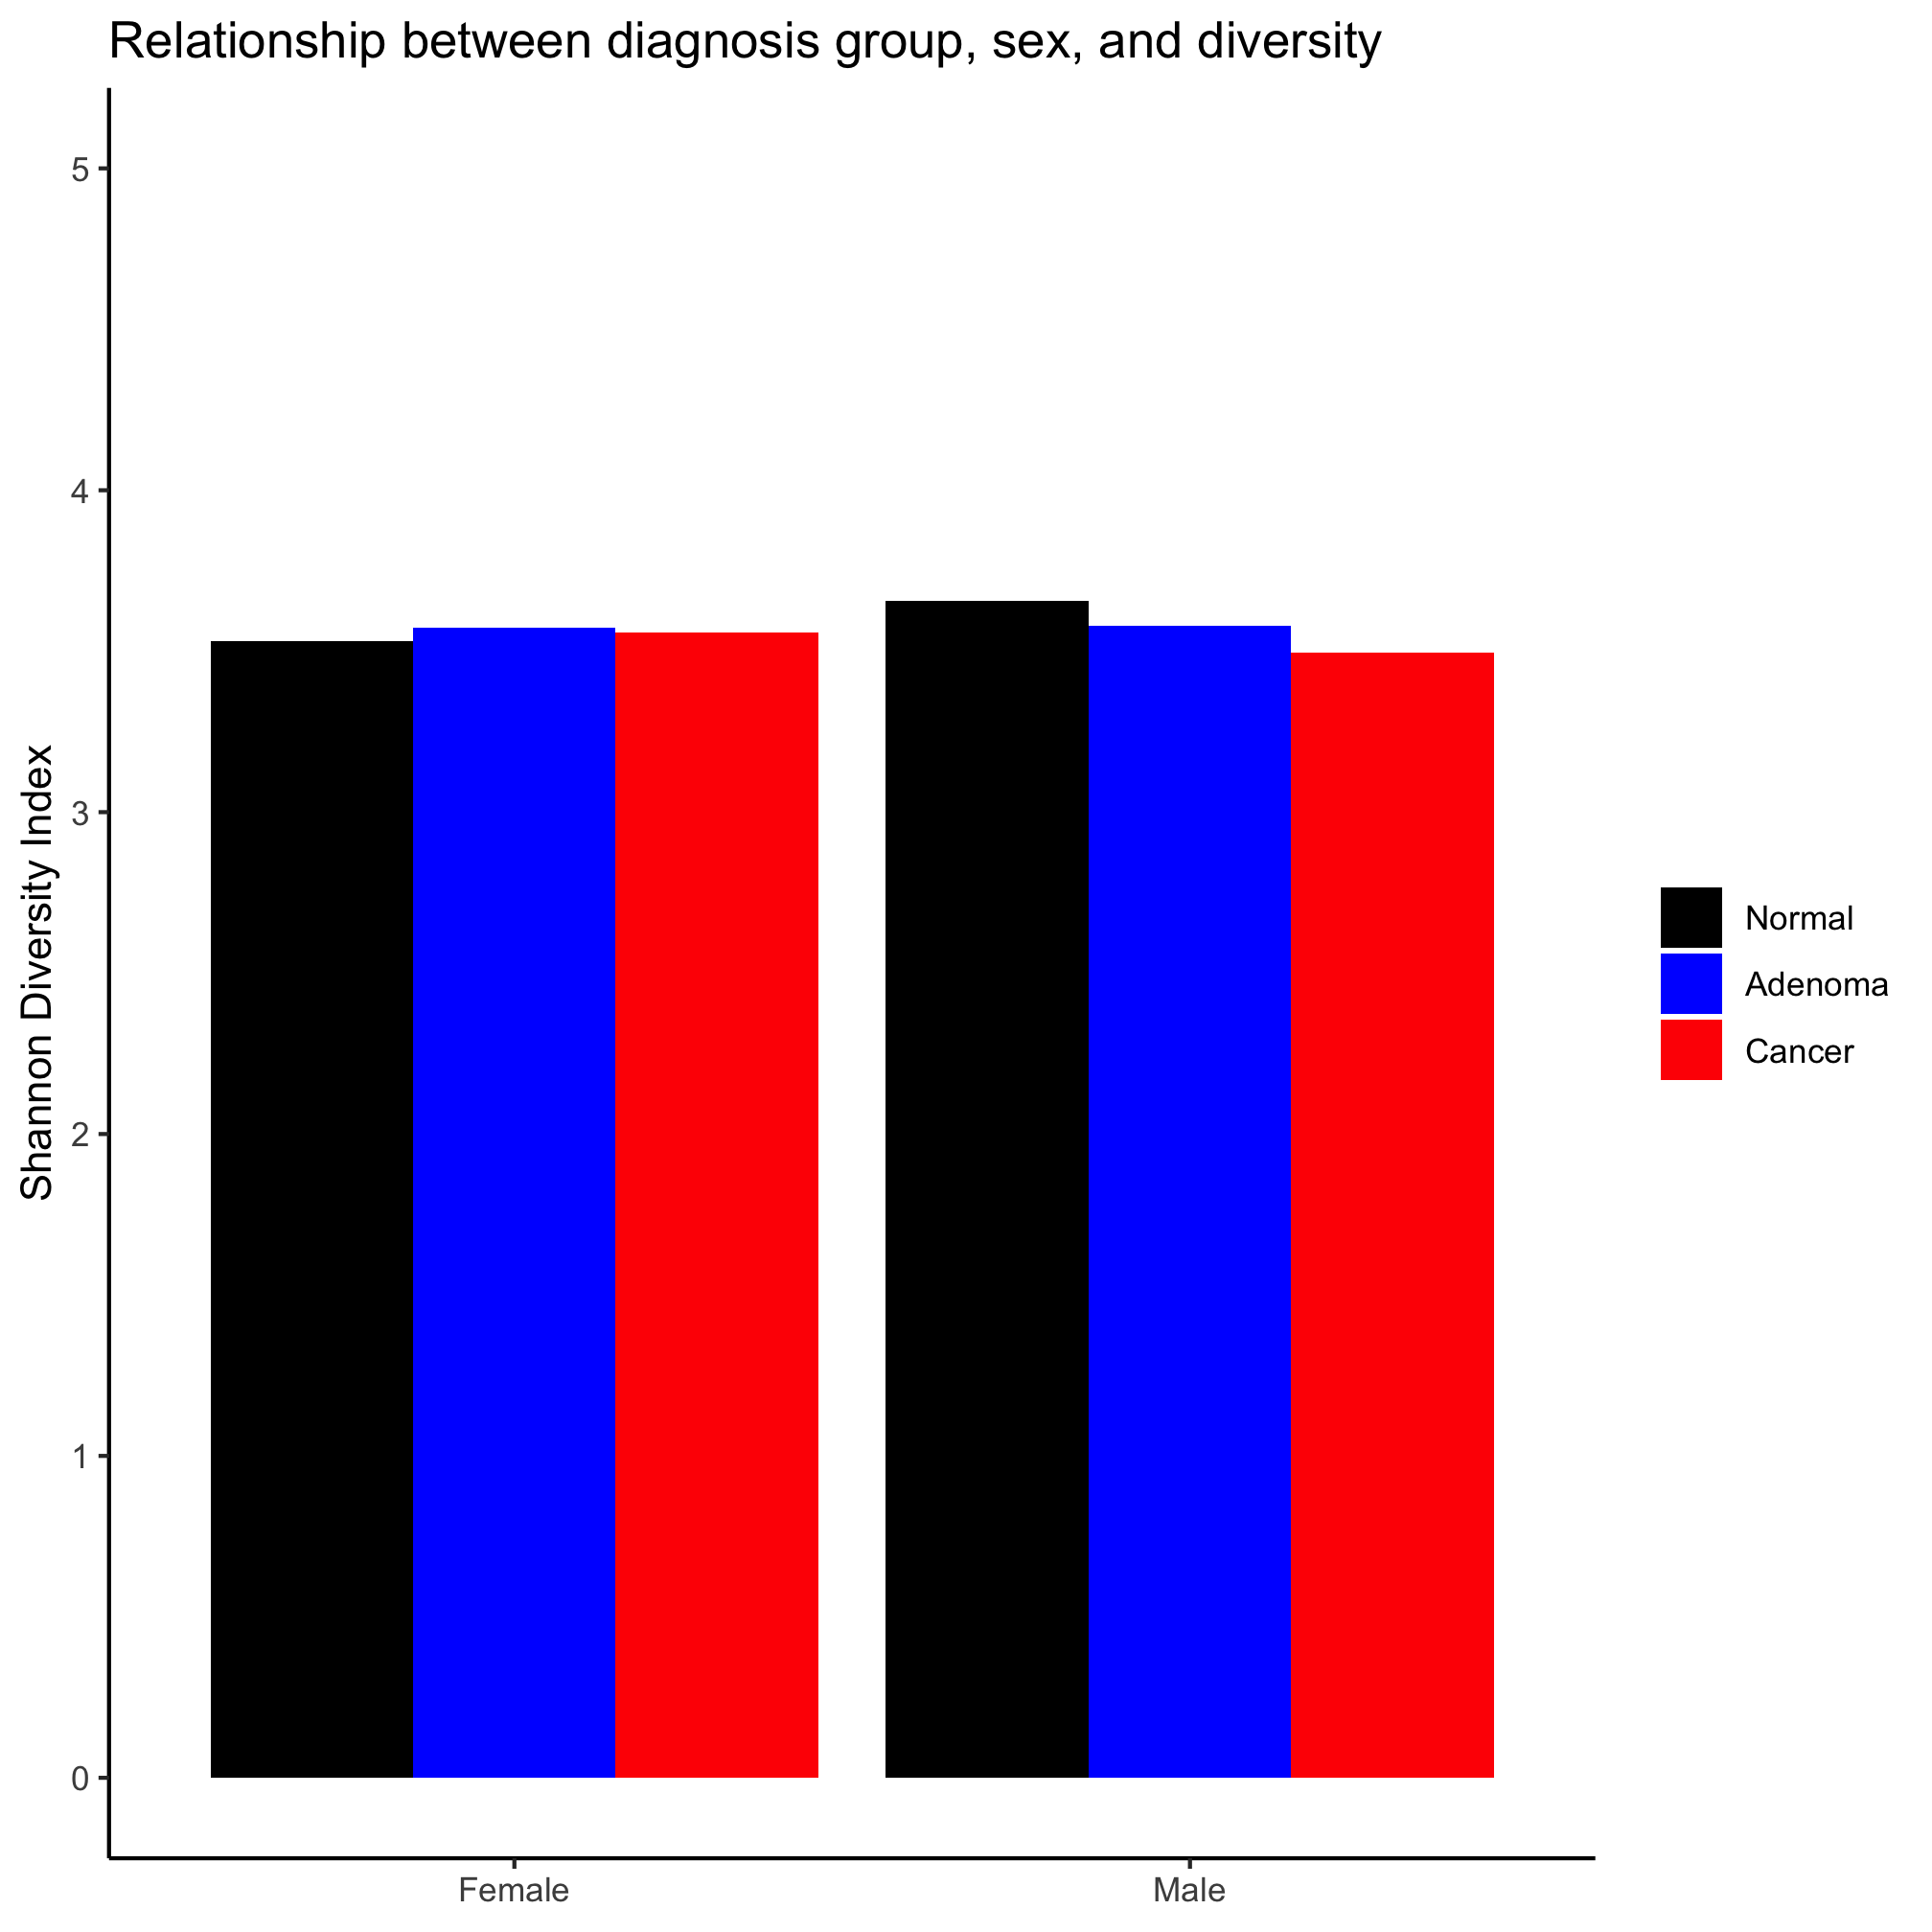 Relationship between diagnosis group, sex, and diversity
Shannon Diversity Index
5
4
3
2
1
0
Female
Male
Normal
Adenoma
Cancer